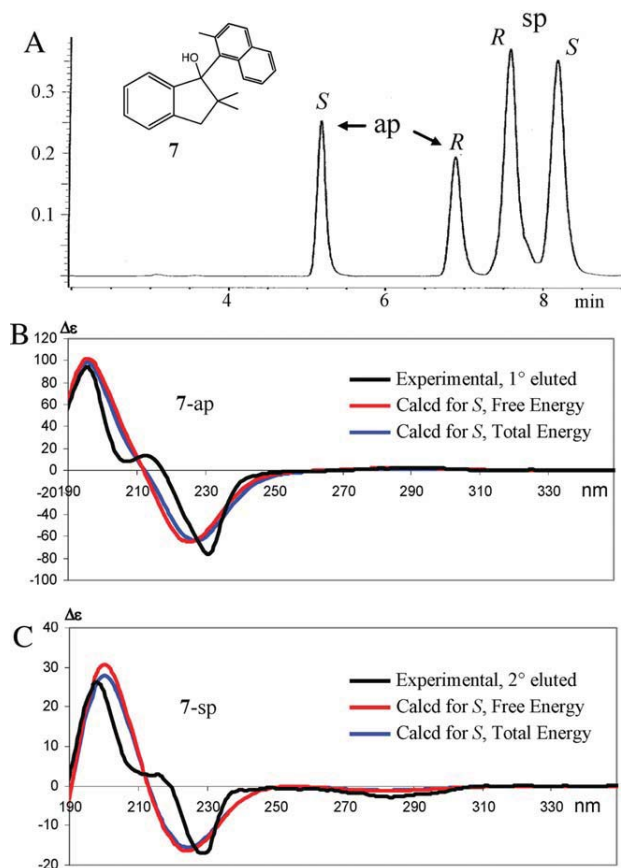 A
HO
7
S
ap
R
R
sp
S
0.3
0.2
0.1
4
6
8
min
B
Δε
120
100
80
60
40
20
0
-20
-40
-60
-80
-100
7-ap
Experimental, 1° eluted
Calcd for S, Free Energy
Calcd for S, Total Energy
190 210 230 250 270 290 310 330 nm
C
Δε
40
30
20
10
0
-10
-20
7-sp
Experimental, 2° eluted
Calcd for S, Free Energy
Calcd for S, Total Energy
190 210 230 250 270 290 310 330 nm